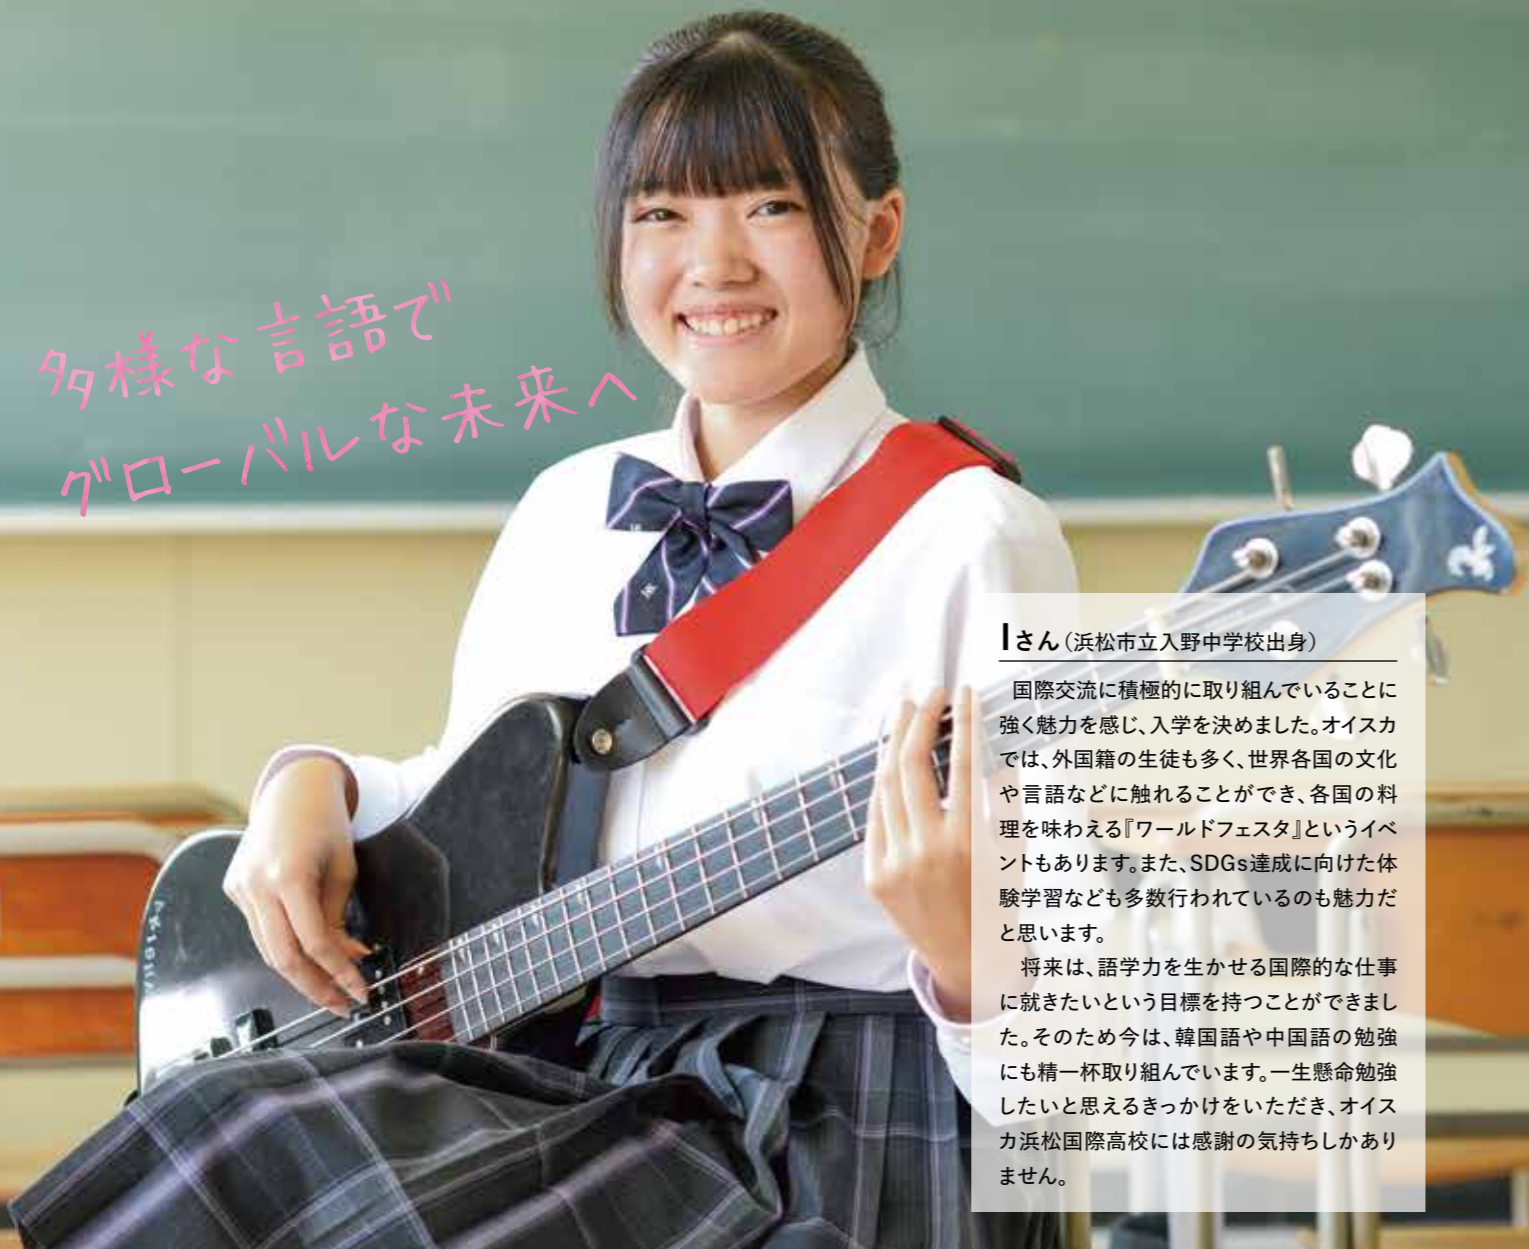 多様な言語で
グローバルな未来へ
Iさん（浜松市立入野中学校出身）
国際交流に積極的に取り組んでいることに
強く魅力を感じ、入学を決めました。オイスカ
では、外国籍の生徒も多く、世界各国の文化
や言語などに触れることができ、各国の料
理を味わえる『ワールドフェスタ』というイベ
ントもあります。また、SDGs達成に向けた体
験学習なども多数行われているのも魅力だ
と思います。
将来は、語学力を生かせる国際的な仕事
に就きたいという目標を持つことができまし
た。そのため今は、韓国語や中国語の勉強
にも精一杯取り組んでいます。一生懸命勉強
したいと思えるきっかけをいただき、オイス
カ浜松国際高校には感謝の気持ちしかあり
ません。